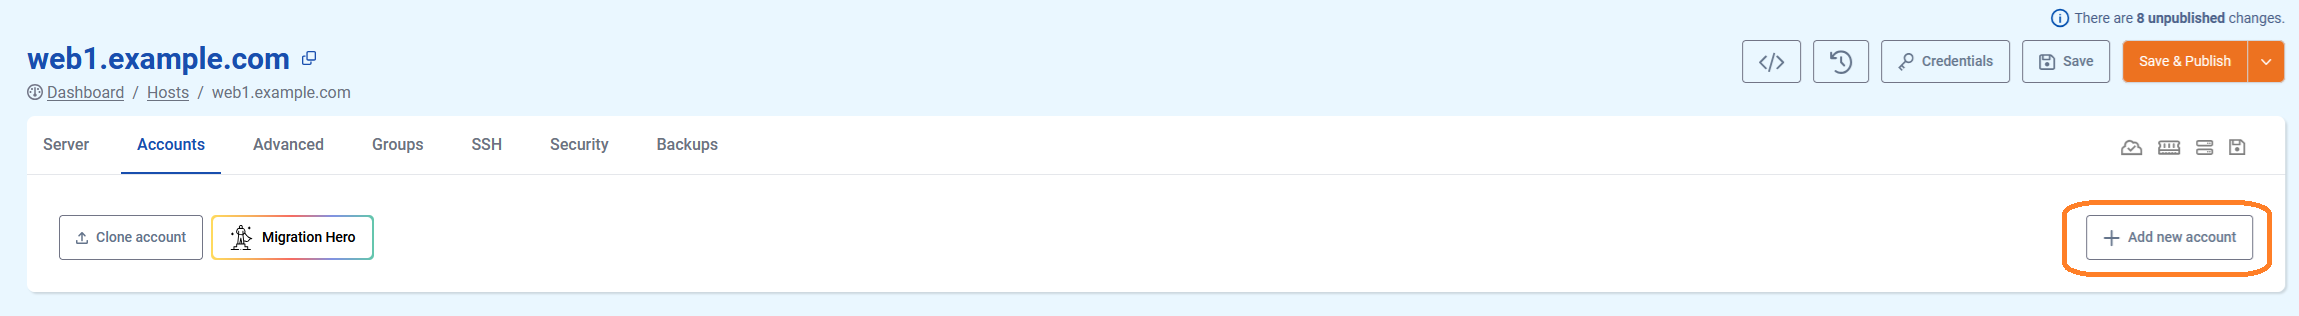 There are 8 unpublished changes.
web1.example.com
</> Credentials Save Save & Publish
Dashboard / Hosts / web1.example.com
Server Accounts Advanced Groups SSH Security Backups
Clone account Migration Hero Add new account